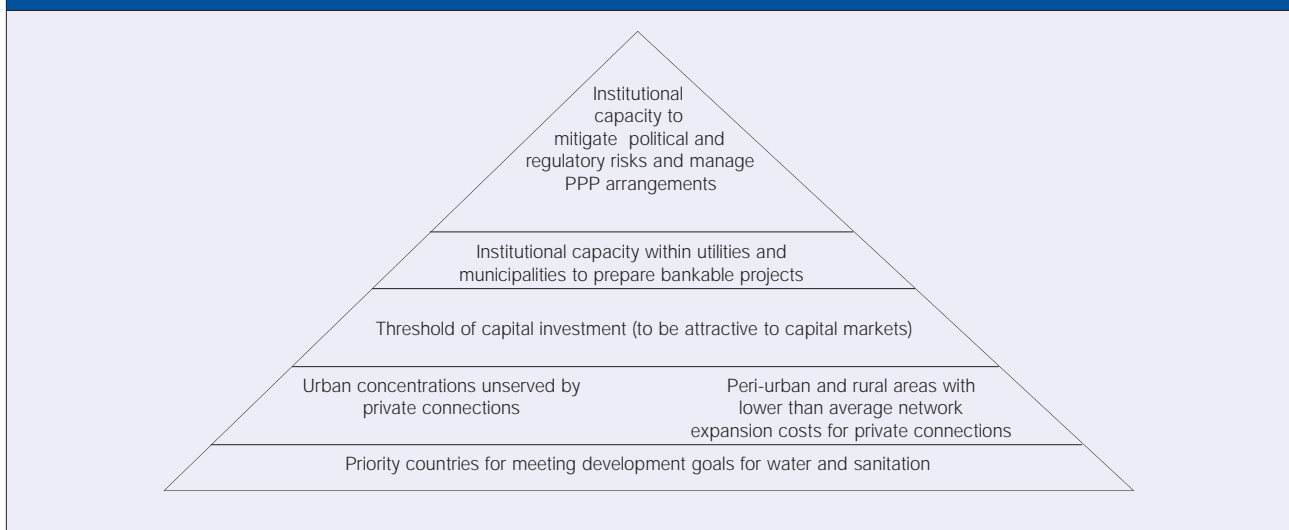 Institutional
capacity to
mitigate political and
regulatory risks and manage
PPP arrangements
Institutional capacity within utilities and
municipalities to prepare bankable projects
Threshold of capital investment (to be attractive to capital markets)
Urban concentrations unserved by
private connections
Peri-urban and rural areas with
lower than average network
expansion costs for private connections
Priority countries for meeting development goals for water and sanitation